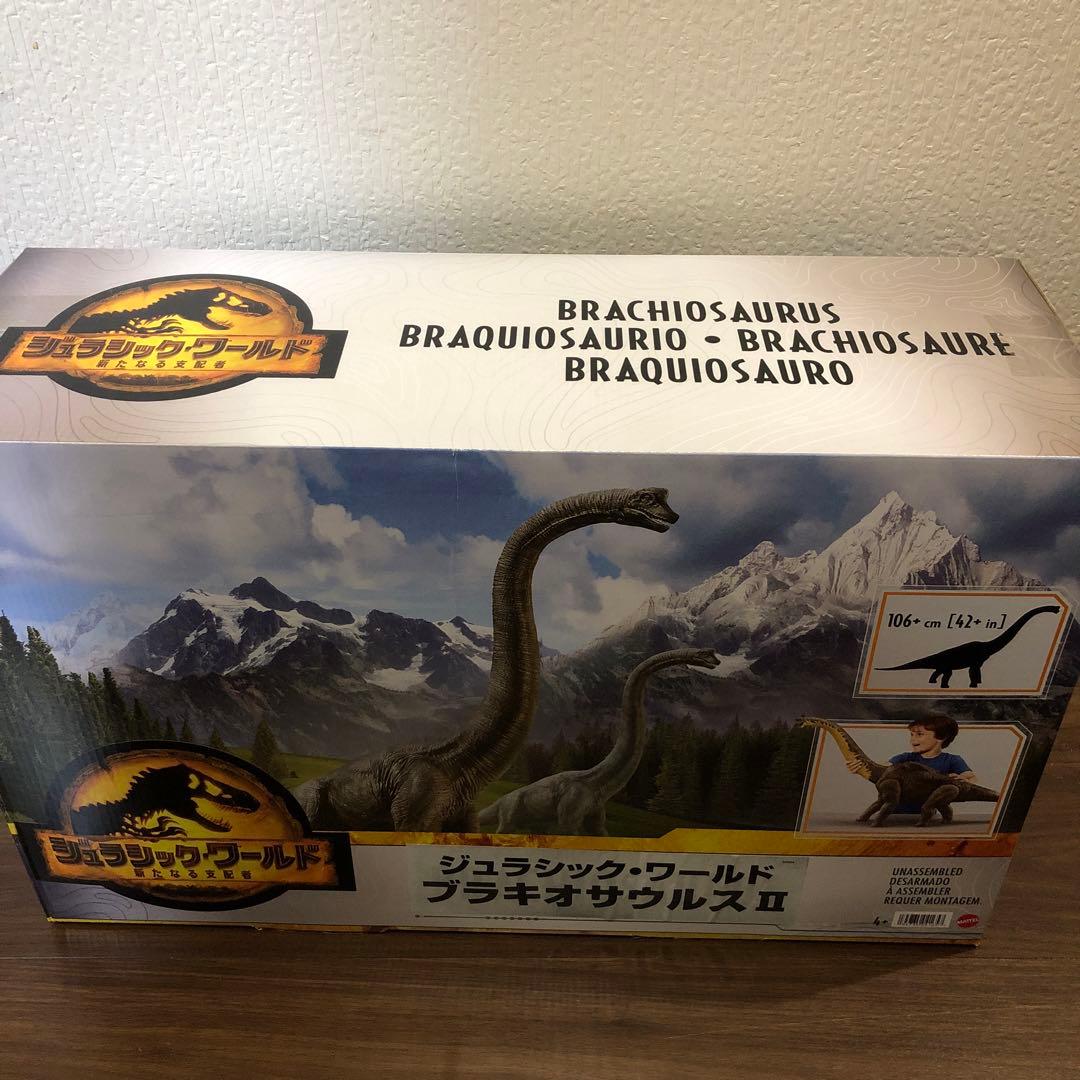 ジュラシック・ワールド
新たなる支配者
BRACHIOSAURUS
BRAQUIOSAURIO • BRACHIOSAURE
BRAQUIOSAURO
106+ cm [42+ in]
ジュラシック・ワールド
新たなる支配者
ジュラシック・ワールド
ブラキオサウルスⅡ
UNASSEMBLED
DESARMADO
À ASSEMBLER
REQUER MONTAGEM.
4+
MATTEL